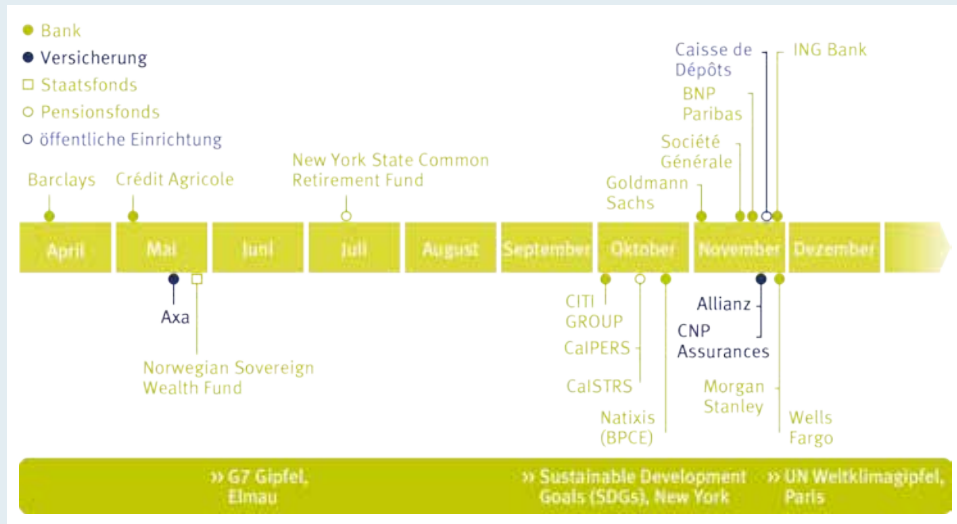 Bank
Versicherung
Staatsfonds
Pensionsfonds
öffentliche Einrichtung
Barclays
Crédit Agricole
New York State Common
Retirement Fund
Goldmann
Sachs
Société
Générale
BNP
Paribas
Caisse de
Dépôts
ING Bank
April
Mai
Juni
Juli
August
September
Oktober
November
Dezember
Axa
Norwegian Sovereign
Wealth Fund
CITI
GROUP
CalPERS
CalSTRS
Natixis
(BPCE)
Allianz
CNP
Assurances
Morgan
Stanley
Wells
Fargo
>> G7 Gipfel,
Elmau
>> Sustainable Development
Goals (SDGs), New York
>> UN Weltklimagipfel,
Paris